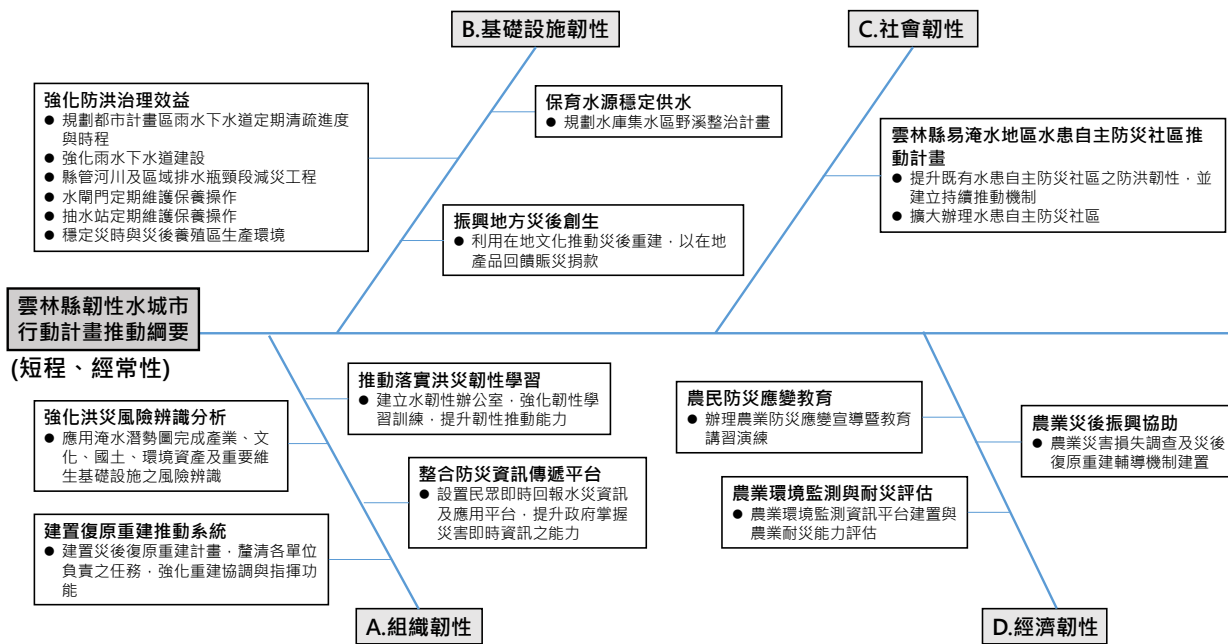 B.基礎設施韌性
C.社會韌性
強化防洪治理效益
● 規劃都市計畫區雨水下水道定期清疏進度
與時程
● 強化雨水下水道建設
● 縣管河川及區域排水瓶頸段減災工程
● 水閘門定期維護保養操作
● 抽水站定期維護保養操作
● 穩定災時與災後養殖區生產環境
保育水源穩定供水
● 規劃水庫集水區野溪整治計畫
振興地方災後創生
● 利用在地文化推動災後重建，以在地
產品回饋賑災捐款
雲林縣易淹水地區水患自主防災社區推
動計畫
● 提升既有水患自主防災社區之防洪韌性，並
建立持續推動機制
● 擴大辦理水患自主防災社區
雲林縣韌性水城市
行動計畫推動綱要
(短程、經常性)
推動落實洪災韌性學習
● 建立水韌性辦公室，強化韌性學
習訓練，提升韌性推動能力
強化洪災風險辨識分析
● 應用淹水潛勢圖完成產業、文
化、國土、環境資產及重要維
生基礎設施之風險辨識
整合防災資訊傳遞平台
● 設置民眾即時回報水災資訊
及應用平台，提升政府掌握
災害即時資訊之能力
建置復原重建推動系統
● 建置災後復原重建計畫，釐清各單位
負責之任務，強化重建協調與指揮功
能
A.組織韌性
農民防災應變教育
● 辦理農業防災應變宣導暨教育
講習演練
農業災後振興協助
● 農業災害損失調查及災後
復原重建輔導機制建置
農業環境監測與耐災評估
● 農業環境監測資訊平台建置與
農業耐災能力評估
D.經濟韌性